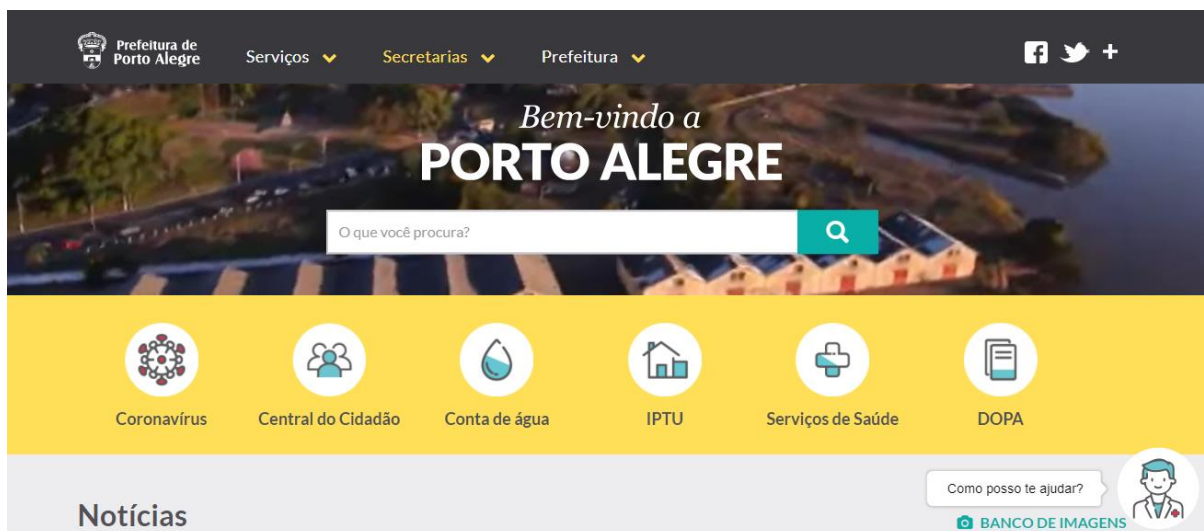 Prefeitura de
Porto Alegre
Serviços
Secretarias
Prefeitura
Bem-vindo a
PORTO ALEGRE
O que você procura?
Coronavírus
Central do Cidadão
Conta de água
IPTU
Serviços de Saúde
DOPA
Como posso te ajudar?
Notícias
BANCO DE IMAGENS